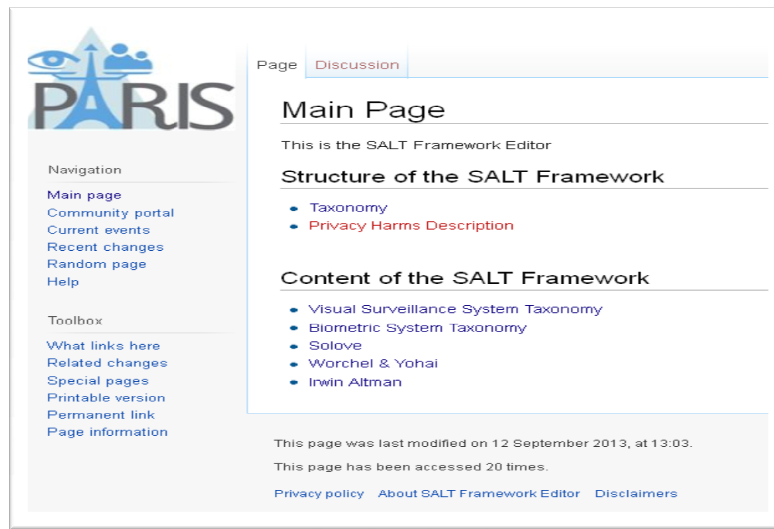 PARIS
Page Discussion
Main Page
This is the SALT Framework Editor
Structure of the SALT Framework
Taxonomy
Privacy Harms Description
Content of the SALT Framework
Visual Surveillance System Taxonomy
Biometric System Taxonomy
Solove
Worchel & Yohai
Irwin Altman
Navigation
Main page
Community portal
Current events
Recent changes
Random page
Help
Toolbox
What links here
Related changes
Special pages
Printable version
Permanent link
Page information
This page was last modified on 12 September 2013, at 13:03.
This page has been accessed 20 times.
Privacy policy About SALT Framework Editor Disclaimers